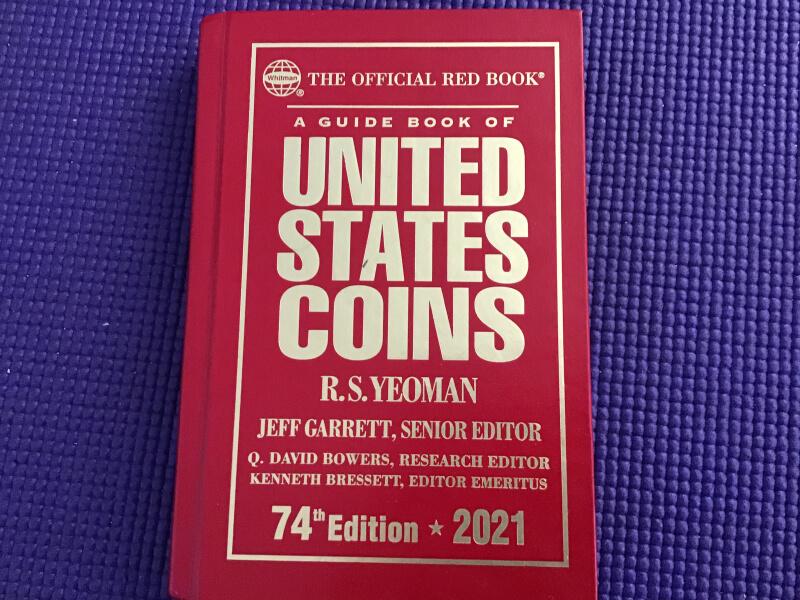 Whitman
®
THE OFFICIAL RED BOOK®
A GUIDE BOOK OF
UNITED
STATES
COINS
R.S. YEOMAN
JEFF GARRETT, SENIOR EDITOR
Q. DAVID BOWERS, RESEARCH EDITOR
KENNETH BRESSETT, EDITOR EMERITUS
74th Edition ★ 2021